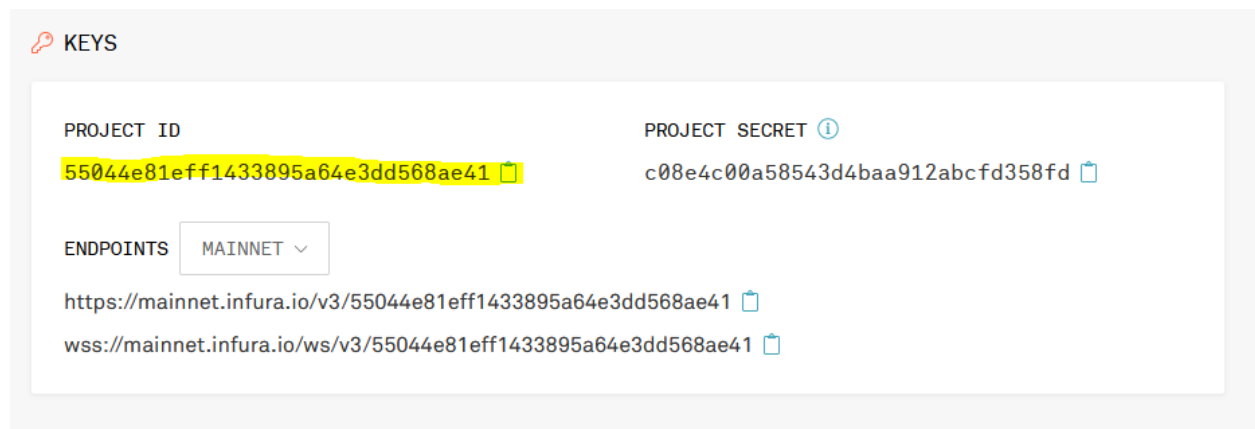 KEYS
PROJECT ID
55044e81eff1433895a64e3dd568ae41
PROJECT SECRET
c08e4c00a58543d4baa912abcfd358fd
ENDPOINTS MAINNET
https://mainnet.infura.io/v3/55044e81eff1433895a64e3dd568ae41
wss://mainnet.infura.io/ws/v3/55044e81eff1433895a64e3dd568ae41